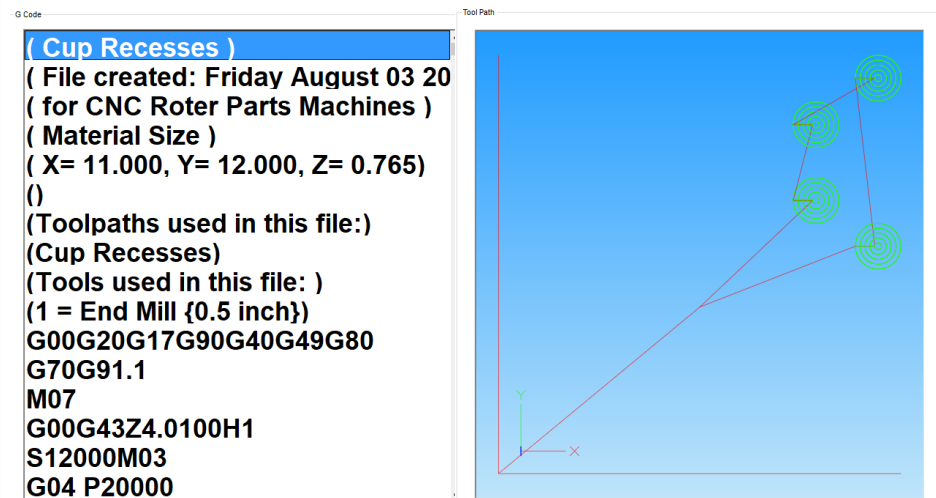 G Code
Tool Path
( Cup Recesses )
( File created: Friday August 03 20
( for CNC Roter Parts Machines )
( Material Size )
( X= 11.000, Y= 12.000, Z= 0.765)
()
(Toolpaths used in this file:)
(Cup Recesses)
(Tools used in this file: )
(1 = End Mill {0.5 inch})
G00G20G17G90G40G49G80
G70G91.1
M07
G00G43Z4.0100H1
S12000M03
G04 P20000
Y
X